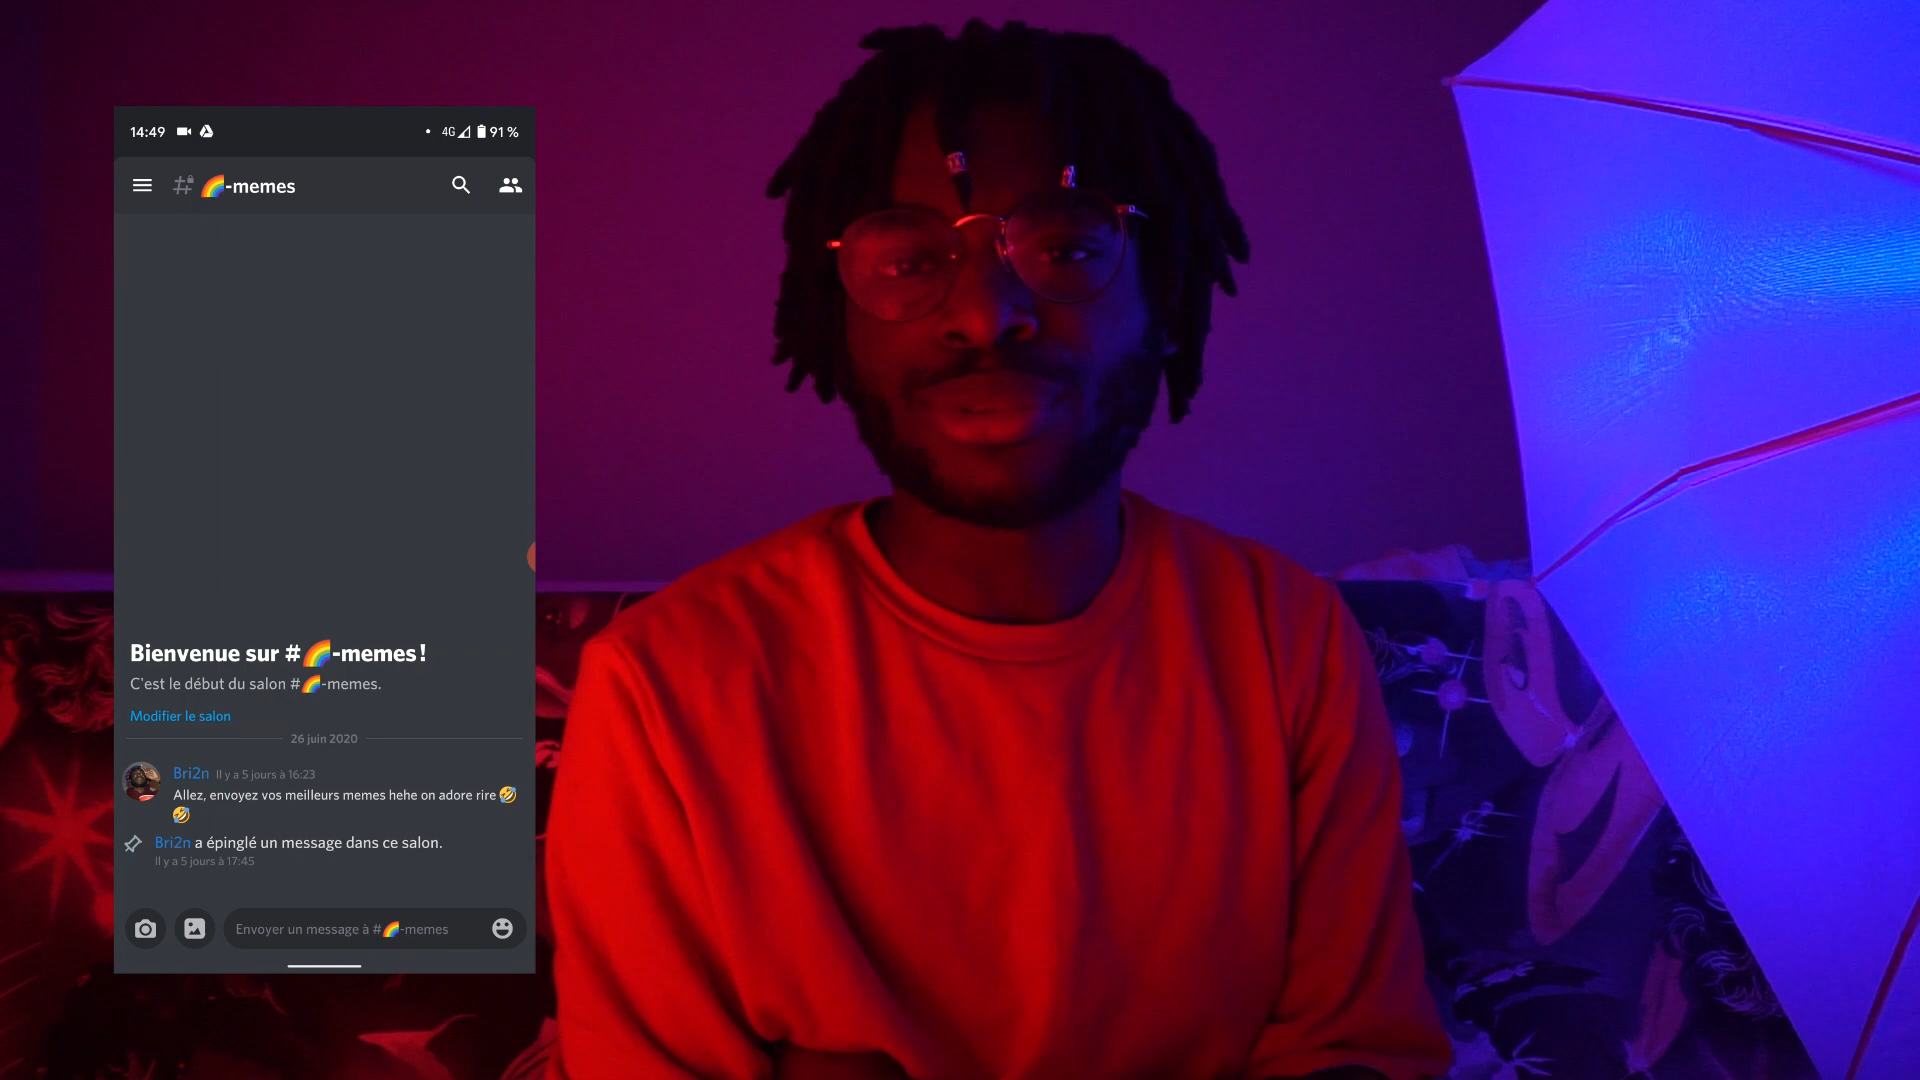 14:49 4G 91 %
# 🌈-memes
Bienvenue sur #🌈-memes !
C'est le début du salon #🌈-memes.
Modifier le salon
26 juin 2020
Bri2n Il y a 5 jours à 16:23
Allez, envoyez vos meilleurs memes hehe on adore rire 🤣
🤣
Bri2n a épinglé un message dans ce salon.
Il y a 5 jours à 17:45
Envoyer un message à #🌈-memes